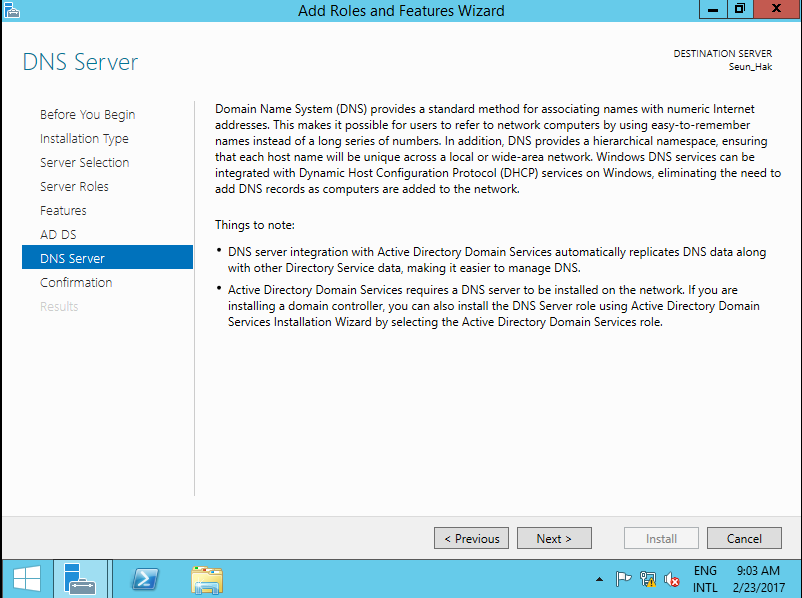 Add Roles and Features Wizard
DNS Server
DESTINATION SERVER
Seun_Hak
Before You Begin
Installation Type
Server Selection
Server Roles
Features
AD DS
DNS Server
Confirmation
Results
Domain Name System (DNS) provides a standard method for associating names with numeric Internet
addresses. This makes it possible for users to refer to network computers by using easy-to-remember
names instead of a long series of numbers. In addition, DNS provides a hierarchical namespace, ensuring
that each host name will be unique across a local or wide-area network. Windows DNS services can be
integrated with Dynamic Host Configuration Protocol (DHCP) services on Windows, eliminating the need to
add DNS records as computers are added to the network.
Things to note:
• DNS server integration with Active Directory Domain Services automatically replicates DNS data along
with other Directory Service data, making it easier to manage DNS.
• Active Directory Domain Services requires a DNS server to be installed on the network. If you are
installing a domain controller, you can also install the DNS Server role using Active Directory Domain
Services Installation Wizard by selecting the Active Directory Domain Services role.
< Previous
Next >
Install
Cancel
ENG
INTL
9:03 AM
2/23/2017